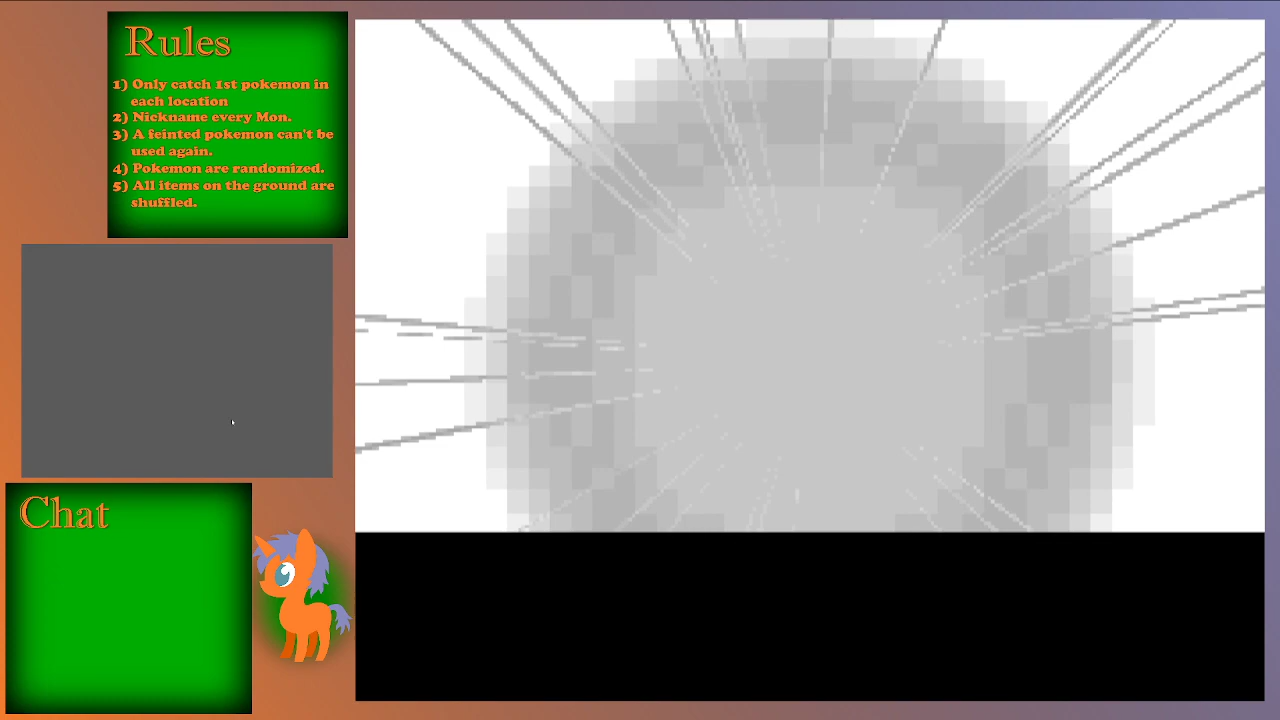 Rules
1) Only catch 1st pokemon in
each location
2) Nickname every Mon.
3) A feinted pokemon can't be
used again.
4) Pokemon are randomized.
5) All items on the ground are
shuffled.
Chat